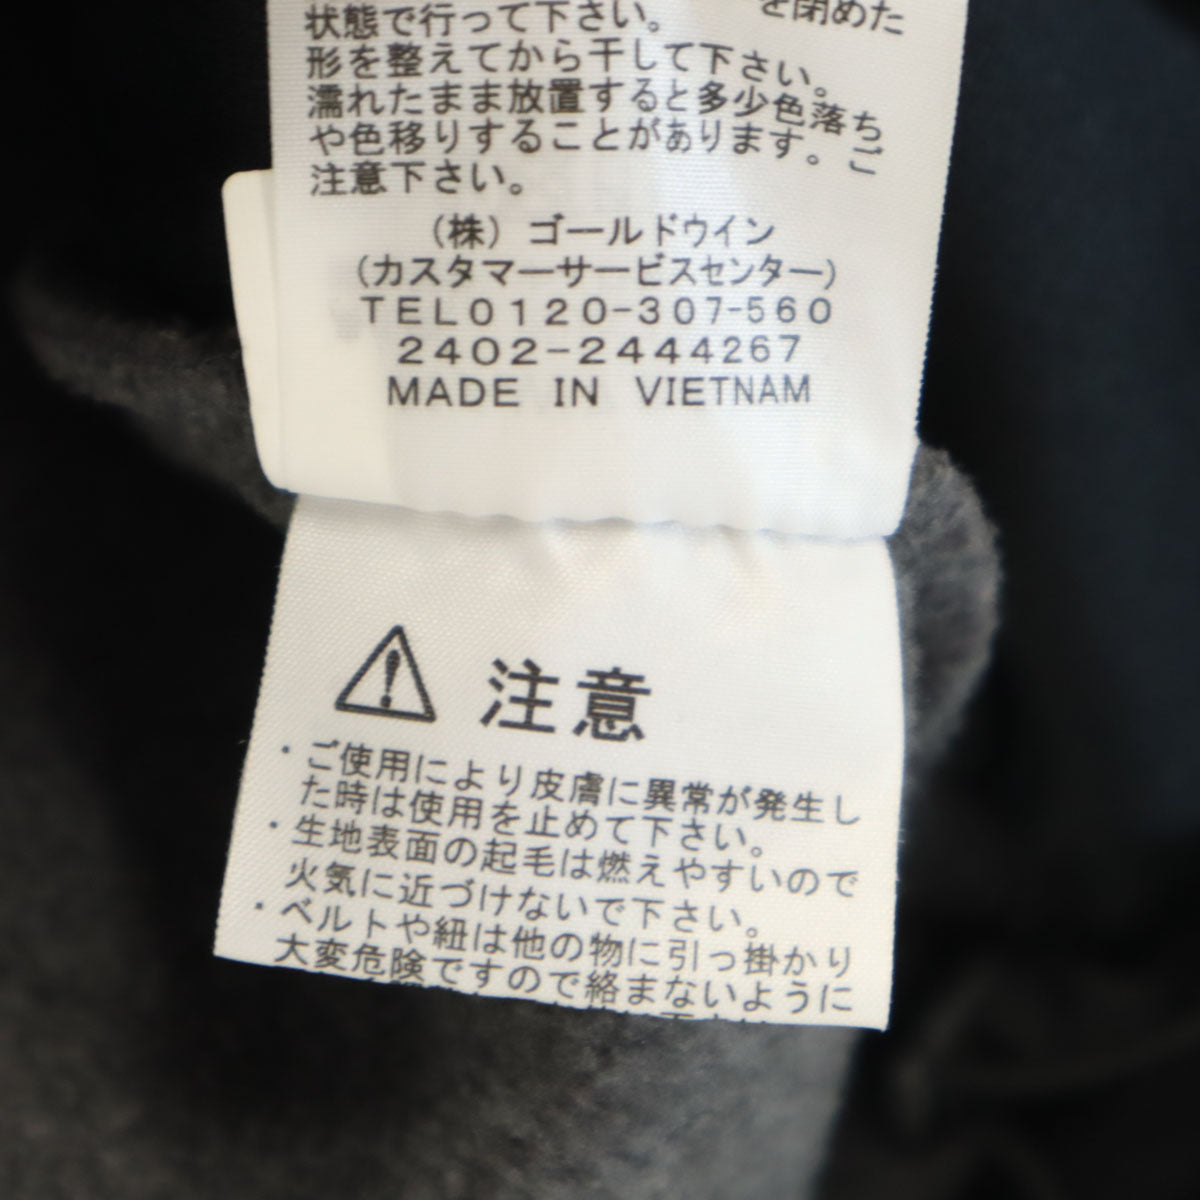 を閉めた
状態で行って下さい。
形を整えてから干して下さい。
濡れたまま放置すると多少色落ち
や色移りすることがあります。ご
注意下さい。
(株) ゴールドウイン
(カスタマーサービスセンター)
TEL0120-307-560
2402-2444267
MADE IN VIETNAM
注意
・ご使用により皮膚に異常が発生し
た時は使用を止めて下さい。
・生地表面の起毛は燃えやすいので
火気に近づけないで下さい。
・ベルトや紐は他の物に引っ掛かり
大変危険ですので絡まないように